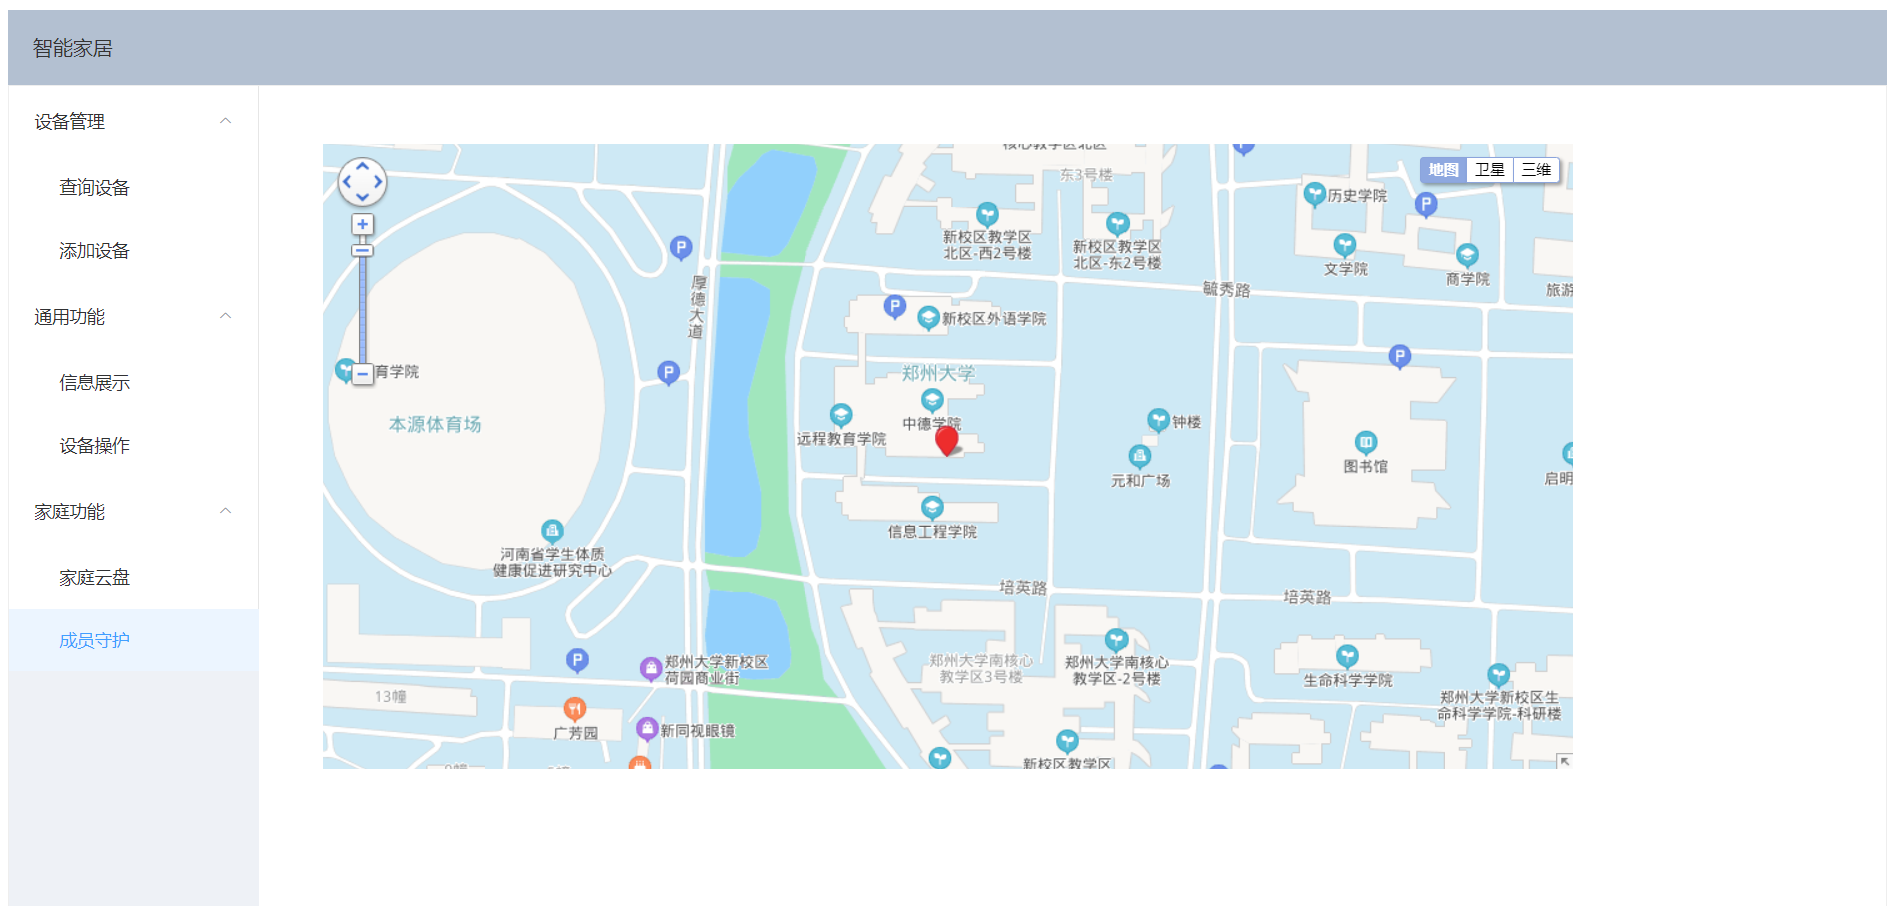 智能家居
设备管理
查询设备
添加设备
通用功能
信息展示
设备操作
家庭功能
家庭云盘
成员守护
地图
卫星
三维
核心教学区北区
东3号楼
历史学院
P
新校区教学区
北区-西2号楼
新校区教学区
北区-东2号楼
文学院
商学院
旅游
P
厚德大道
毓秀路
P
新校区外语学院
P
育学院
P
郑州大学
中德学院
远程教育学院
本源体育场
钟楼
元和广场
图书馆
启明
信息工程学院
河南省学生体质
健康促进研究中心
培英路
培英路
P
郑州大学新校区
荷园商业街
郑州大学南核心
教学区3号楼
郑州大学南核心
教学区-2号楼
生命科学学院
郑州大学新校区生
命科学学院-科研楼
13幢
广芳园
新同视眼镜
新校区教学区